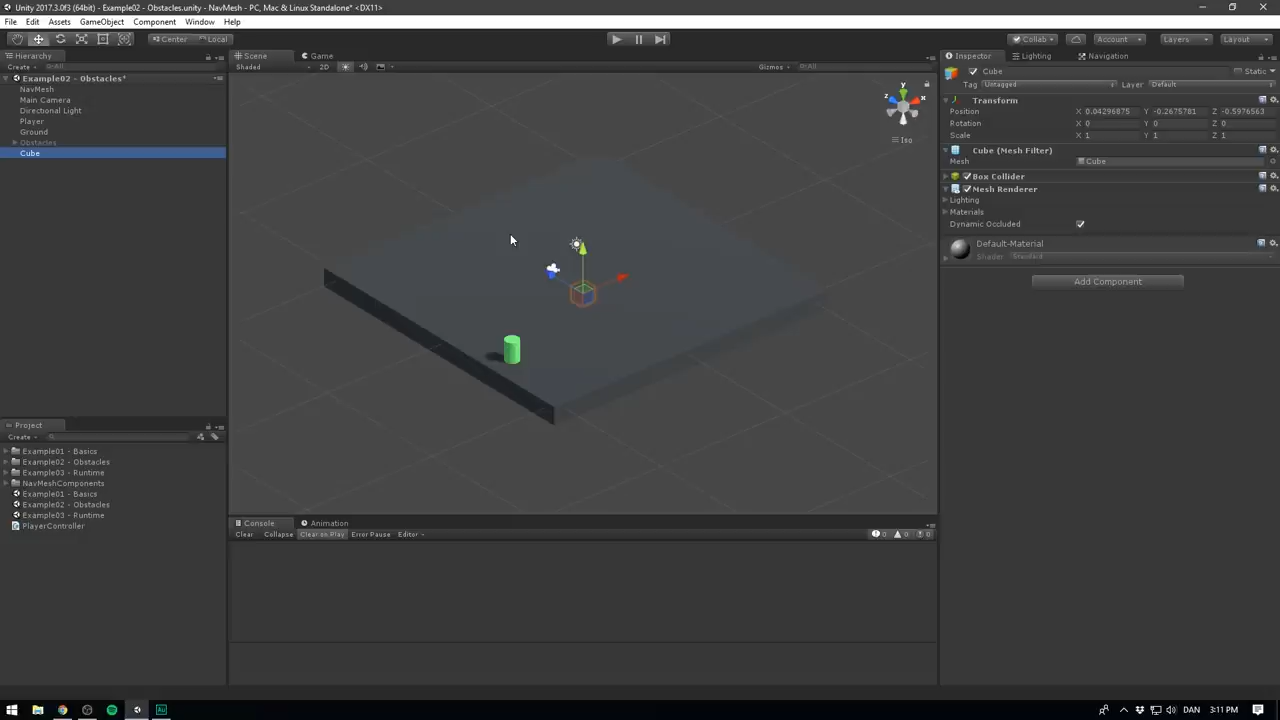 Unity 2017.3.0f3 (64bit) - Example02 - Obstacles.unity - NavMesh - PC, Mac & Linux Standalone* <DX11>
File Edit Assets GameObject Component Window Help
Center Local Collab Account Layers Layout
Hierarchy Scene Game Inspector Lighting Navigation
Create All Shaded 2D Gizmos All
Example02 - Obstacles*
NavMesh
Main Camera
Directional Light
Player
Ground
Obstacles
Cube
y
x
z
Iso
Cube Static
Tag Untagged Layer Default
Transform
Position X 0.04296875 Y -0.2675781 Z -0.5976563
Rotation X 0 Y 0 Z 0
Scale X 1 Y 1 Z 1
Cube (Mesh Filter)
Mesh Cube
Box Collider
Mesh Renderer
Lighting
Materials
Dynamic Occluded
Default-Material
Shader Standard
Add Component
Project
Create
Example01 - Basics
Example02 - Obstacles
Example03 - Runtime
NavMeshComponents
Example01 - Basics
Example02 - Obstacles
Example03 - Runtime
PlayerController
Console Animation
Clear Collapse Clear on Play Error Pause Editor 0 0 0
Au DAN 3:11 PM